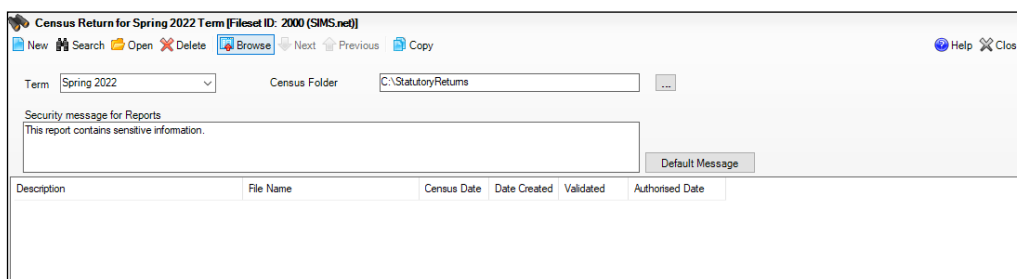 Census Return for Spring 2022 Term [Fileset ID: 2000 (SIMS.net)]
New Search Open Delete Browse Next Previous Copy Help Clos
Term Spring 2022 Census Folder C:\StatutoryReturns ...
Security message for Reports
This report contains sensitive information.
Default Message
Description File Name Census Date Date Created Validated Authorised Date